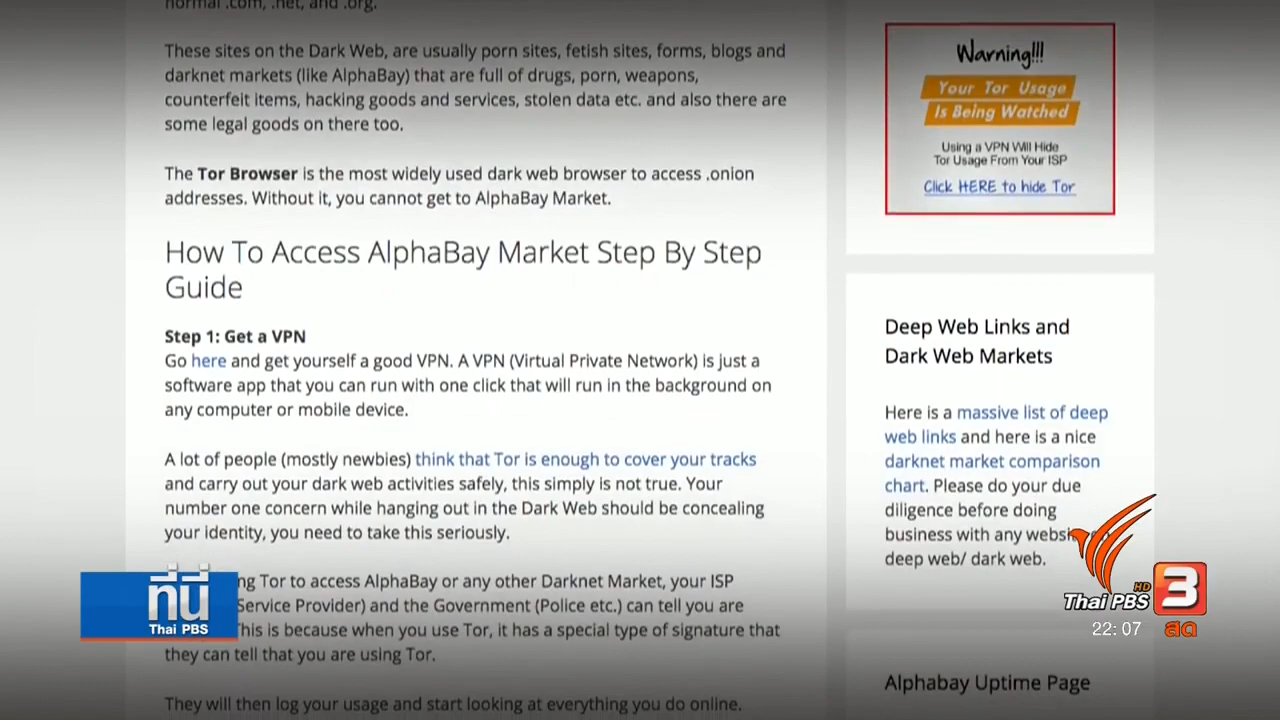 normal .com, .net, and .org.
These sites on the Dark Web, are usually porn sites, fetish sites, forms, blogs and
darknet markets (like AlphaBay) that are full of drugs, porn, weapons,
counterfeit items, hacking goods and services, stolen data etc. and also there are
some legal goods on there too.
The Tor Browser is the most widely used dark web browser to access .onion
addresses. Without it, you cannot get to AlphaBay Market.
How To Access AlphaBay Market Step By Step
Guide
Step 1: Get a VPN
Go here and get yourself a good VPN. A VPN (Virtual Private Network) is just a
software app that you can run with one click that will run in the background on
any computer or mobile device.
A lot of people (mostly newbies) think that Tor is enough to cover your tracks
and carry out your dark web activities safely, this simply is not true. Your
number one concern while hanging out in the Dark Web should be concealing
your identity, you need to take this seriously.
ng Tor to access AlphaBay or any other Darknet Market, your ISP
Service Provider) and the Government (Police etc.) can tell you are
This is because when you use Tor, it has a special type of signature that
they can tell that you are using Tor.
They will then log your usage and start looking at everything you do online.
Warning!!!
Your Tor Usage
Is Being Watched
Using a VPN Will Hide
Tor Usage From Your ISP
Click HERE to hide Tor
Deep Web Links and
Dark Web Markets
Here is a massive list of deep
web links and here is a nice
darknet market comparison
chart. Please do your due
diligence before doing
business with any
deep web/ dark web.
Alphabay Uptime Page
ที่นี่
Thai PBS
Thai PBS HD 3
22:07 สด